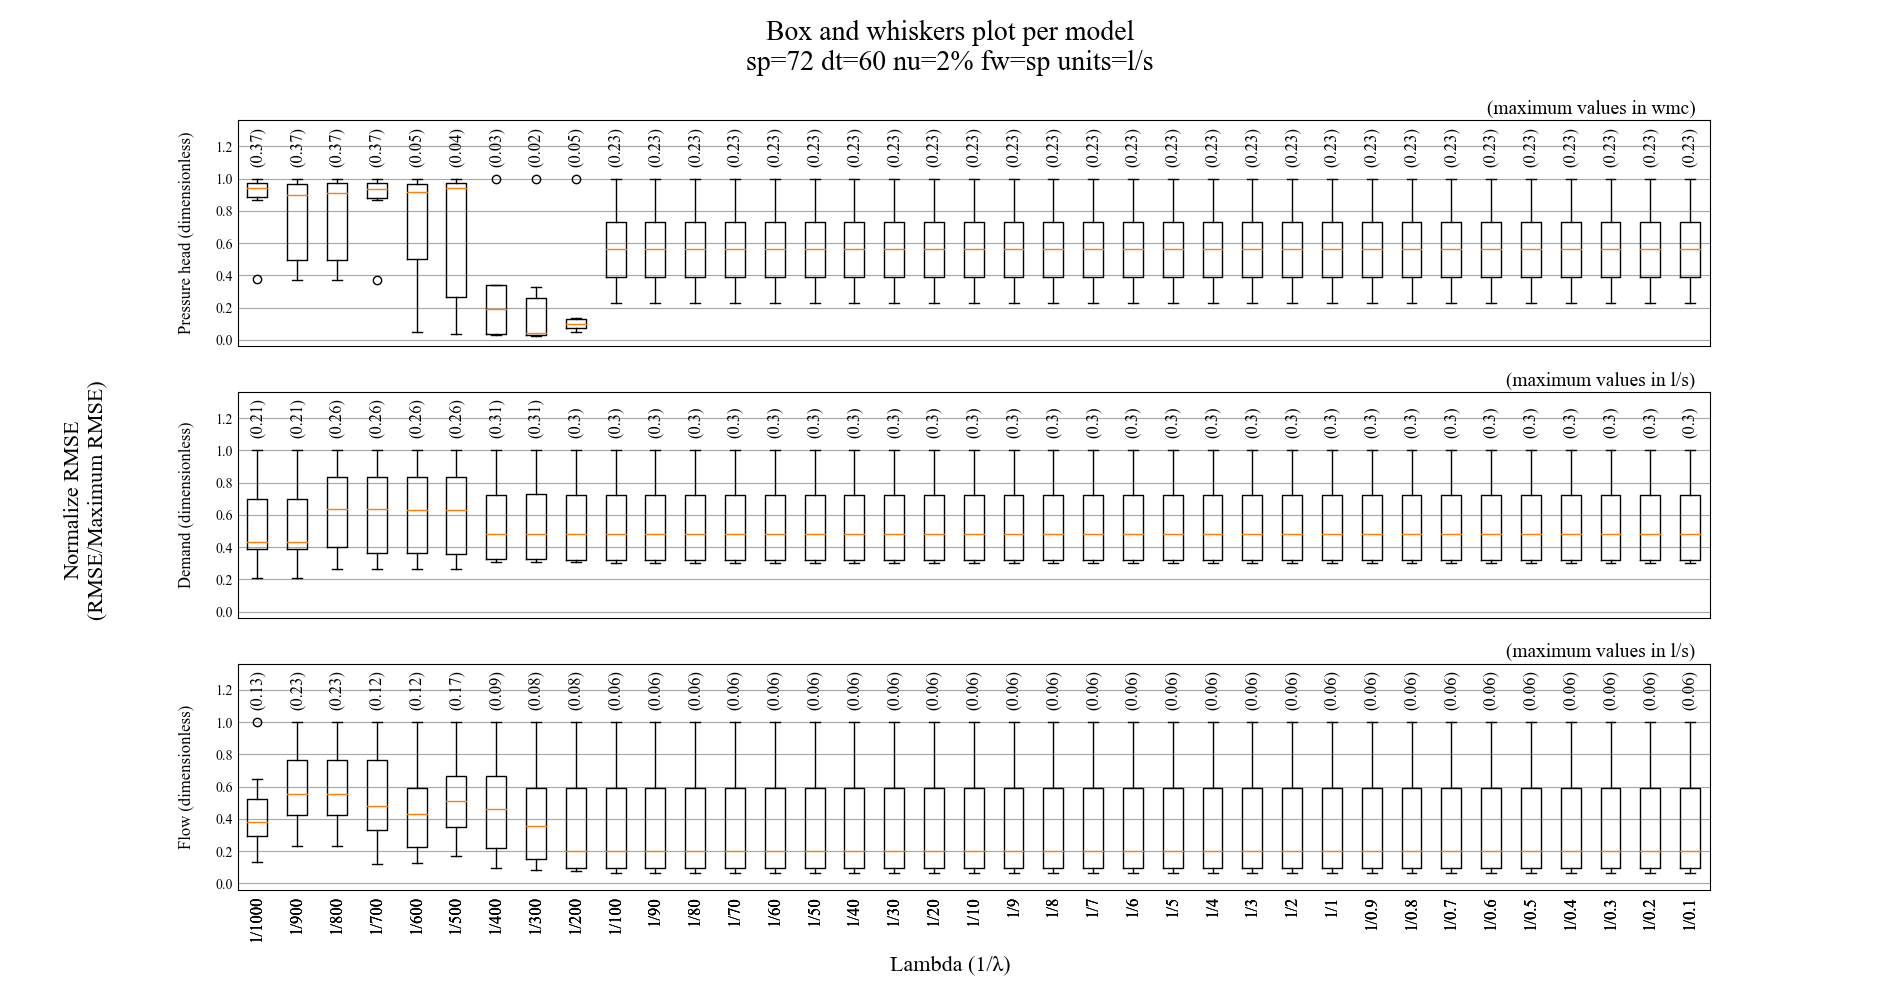 Box and whiskers plot per model
sp=72 dt=60 nu=2% fw=sp units=l/s
Normalize RMSE
(RMSE/Maximum RMSE)
(maximum values in wmc)
Pressure head (dimensionless)
1.2
1.0
0.8
0.6
0.4
0.2
0.0
(0.37) (0.37) (0.37) (0.37) (0.05) (0.04) (0.03) (0.02) (0.05) (0.23) (0.23) (0.23) (0.23) (0.23) (0.23) (0.23) (0.23) (0.23) (0.23) (0.23) (0.23) (0.23) (0.23) (0.23) (0.23) (0.23) (0.23) (0.23) (0.23) (0.23) (0.23) (0.23) (0.23) (0.23) (0.23) (0.23) (0.23)
(maximum values in l/s)
Demand (dimensionless)
1.2
1.0
0.8
0.6
0.4
0.2
0.0
(0.21) (0.21) (0.26) (0.26) (0.26) (0.26) (0.31) (0.31) (0.3) (0.3) (0.3) (0.3) (0.3) (0.3) (0.3) (0.3) (0.3) (0.3) (0.3) (0.3) (0.3) (0.3) (0.3) (0.3) (0.3) (0.3) (0.3) (0.3) (0.3) (0.3) (0.3) (0.3) (0.3) (0.3) (0.3) (0.3) (0.3)
(maximum values in l/s)
Flow (dimensionless)
1.2
1.0
0.8
0.6
0.4
0.2
0.0
(0.13) (0.23) (0.23) (0.12) (0.12) (0.17) (0.09) (0.08) (0.08) (0.06) (0.06) (0.06) (0.06) (0.06) (0.06) (0.06) (0.06) (0.06) (0.06) (0.06) (0.06) (0.06) (0.06) (0.06) (0.06) (0.06) (0.06) (0.06) (0.06) (0.06) (0.06) (0.06) (0.06) (0.06) (0.06) (0.06) (0.06)
1/1000 1/900 1/800 1/700 1/600 1/500 1/400 1/300 1/200 1/100 1/90 1/80 1/70 1/60 1/50 1/40 1/30 1/20 1/10 1/9 1/8 1/7 1/6 1/5 1/4 1/3 1/2 1/1 1/0.9 1/0.8 1/0.7 1/0.6 1/0.5 1/0.4 1/0.3 1/0.2 1/0.1
Lambda (1/λ)